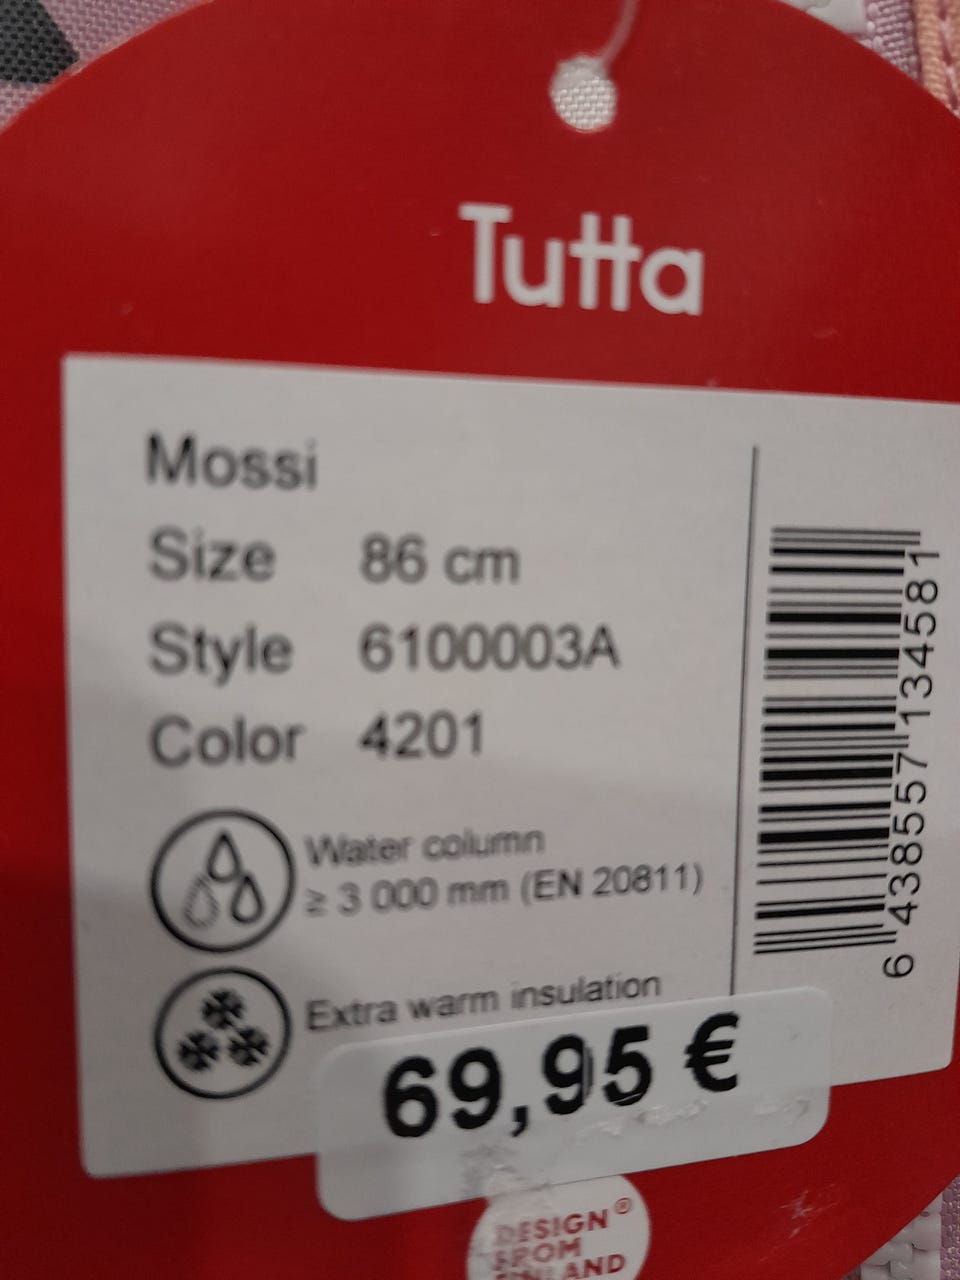 Tutta
Mossi
Size 86 cm
Style 6100003A
Color 4201
Water column
≥ 3 000 mm (EN 20811)
Extra warm insulation
69,95 €
6 438557 134581
DESIGN®
FROM
FINLAND